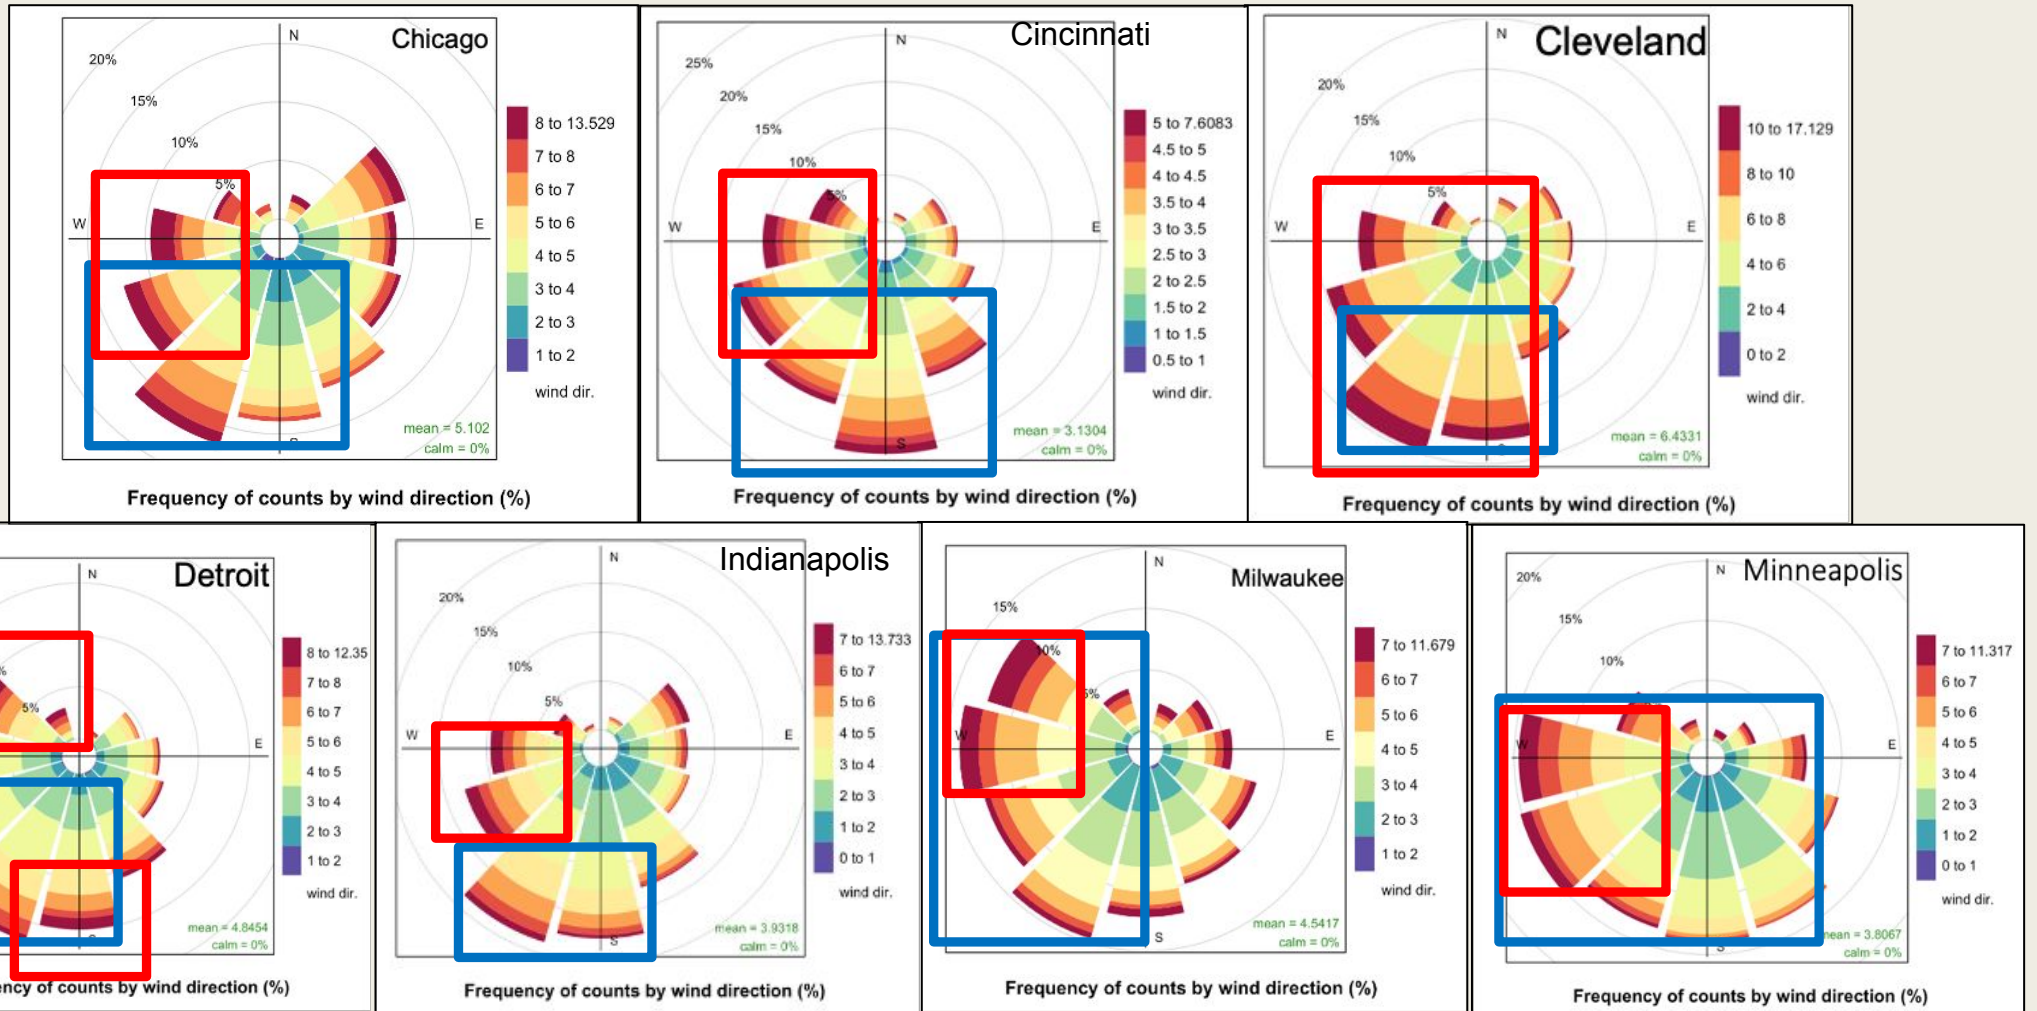 Chicago
N
20%
15%
10%
5%
W
E
S
8 to 13.529
7 to 8
6 to 7
5 to 6
4 to 5
3 to 4
2 to 3
1 to 2
wind dir.
mean = 5.102
calm = 0%
Frequency of counts by wind direction (%)
Cincinnati
N
25%
20%
15%
10%
5%
W
E
S
5 to 7.6083
4.5 to 5
4 to 4.5
3.5 to 4
3 to 3.5
2.5 to 3
2 to 2.5
1.5 to 2
1 to 1.5
0.5 to 1
wind dir.
mean = 3.1304
calm = 0%
Frequency of counts by wind direction (%)
Cleveland
N
20%
15%
10%
5%
W
E
10 to 17.129
8 to 10
6 to 8
4 to 6
2 to 4
0 to 2
wind dir.
mean = 6.4331
calm = 0%
Frequency of counts by wind direction (%)
Detroit
N
%
5%
E
8 to 12.35
7 to 8
6 to 7
5 to 6
4 to 5
3 to 4
2 to 3
1 to 2
wind dir.
mean = 4.8454
calm = 0%
ency of counts by wind direction (%)
Indianapolis
N
20%
15%
10%
5%
W
E
S
7 to 13.733
6 to 7
5 to 6
4 to 5
3 to 4
2 to 3
1 to 2
0 to 1
wind dir.
mean = 3.9318
calm = 0%
Frequency of counts by wind direction (%)
Milwaukee
N
15%
10%
5%
W
E
S
7 to 11.679
6 to 7
5 to 6
4 to 5
3 to 4
2 to 3
1 to 2
wind dir.
mean = 4.5417
calm = 0%
Frequency of counts by wind direction (%)
Minneapolis
N
20%
15%
10%
W
E
S
7 to 11.317
6 to 7
5 to 6
4 to 5
3 to 4
2 to 3
1 to 2
0 to 1
wind dir.
mean = 3.8067
calm = 0%
Frequency of counts by wind direction (%)